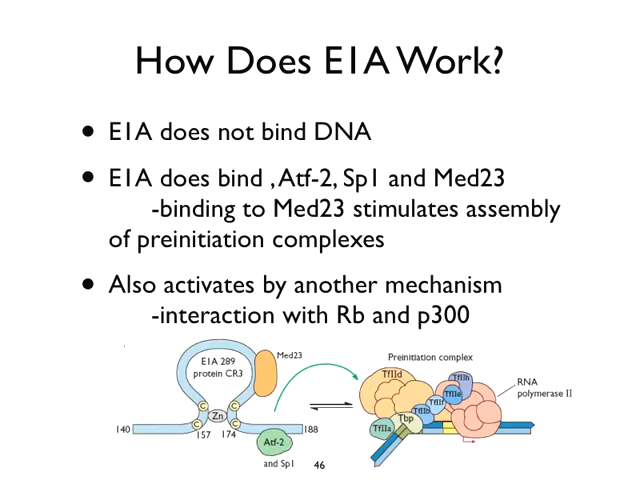 How Does E1A Work?
• E1A does not bind DNA
• E1A does bind , Atf-2, Sp1 and Med23
-binding to Med23 stimulates assembly
of preinitiation complexes
• Also activates by another mechanism
-interaction with Rb and p300
E1A 289
protein CR3
Med23
C
C
Zn
C
C
140
157
174
188
Atf-2
and Sp1
Preinitiation complex
TfIId
TfIIh
TfIIe
TfIIf
TfIIb
Tbp
TfIIa
RNA
polymerase II
46